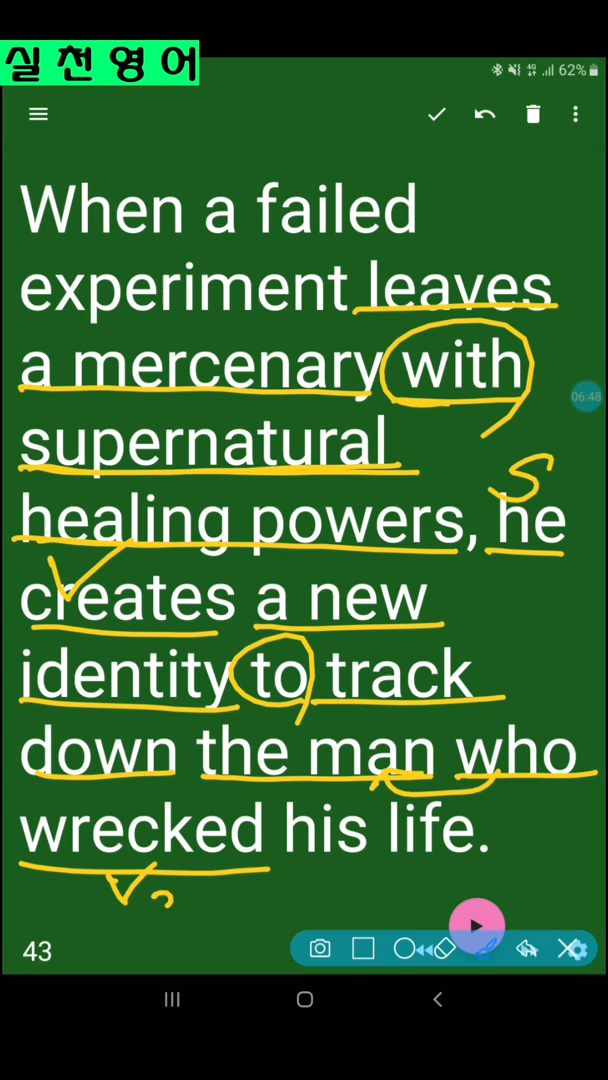 실천영어
4G 62%
When a failed
experiment leaves
a mercenary with
supernatural
S
healing powers, he
V
creates a new
identity to track
down the man who
wrecked his life.
V
06:48
43